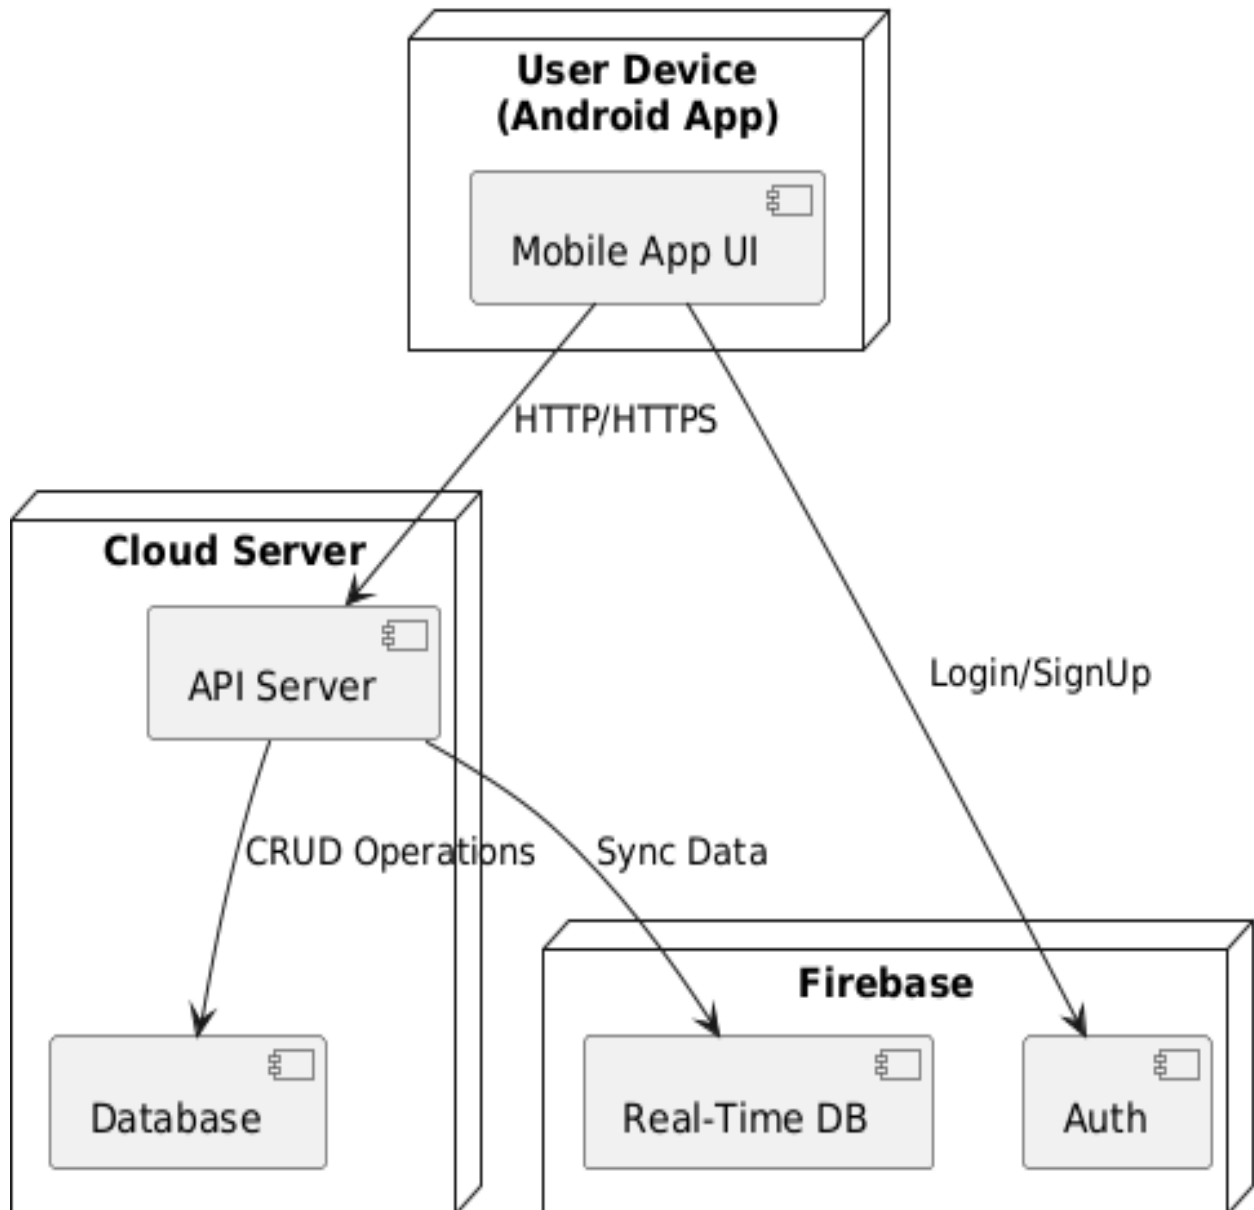 User Device
(Android App)
Mobile App UI
HTTP/HTTPS
Cloud Server
API Server
Login/SignUp
CRUD Operations
Sync Data
Firebase
Database
Real-Time DB
Auth